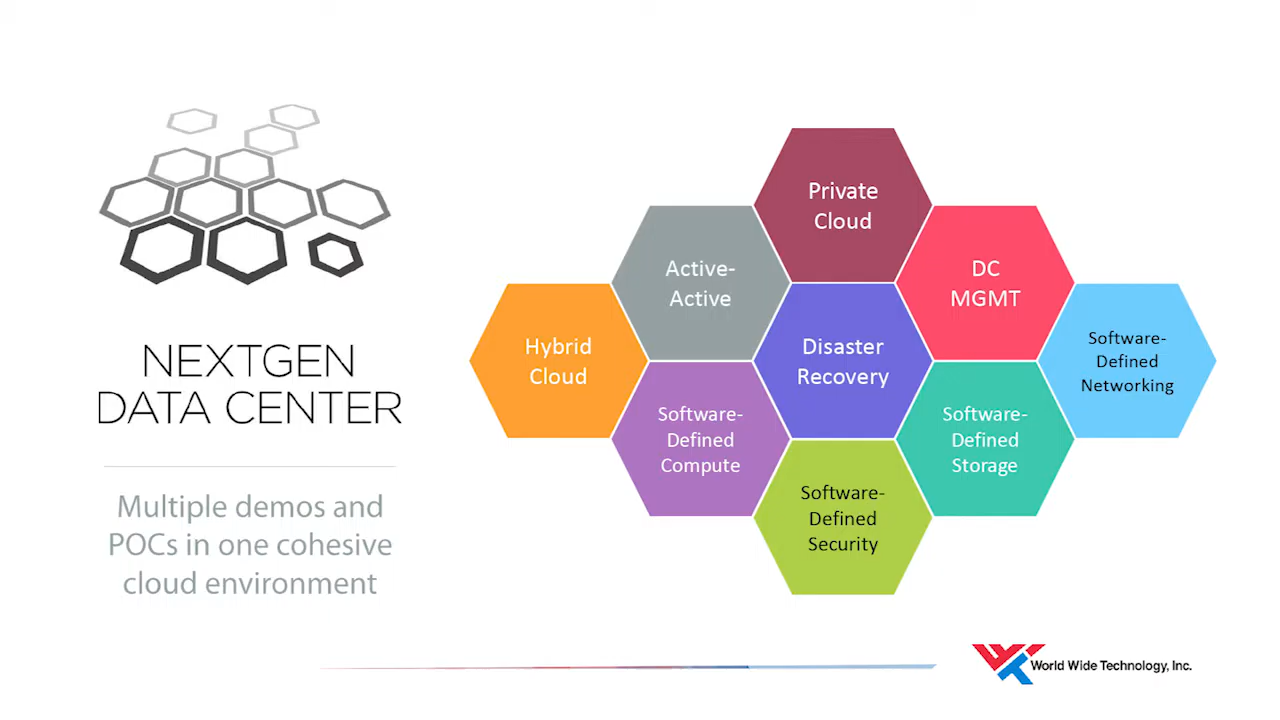 NEXTGEN
DATA CENTER
Multiple demos and
POCs in one cohesive
cloud environment
Private
Cloud
Active-
Active
DC
MGMT
Hybrid
Cloud
Disaster
Recovery
Software-
Defined
Networking
Software-
Defined
Compute
Software-
Defined
Storage
Software-
Defined
Security
World Wide Technology, Inc.